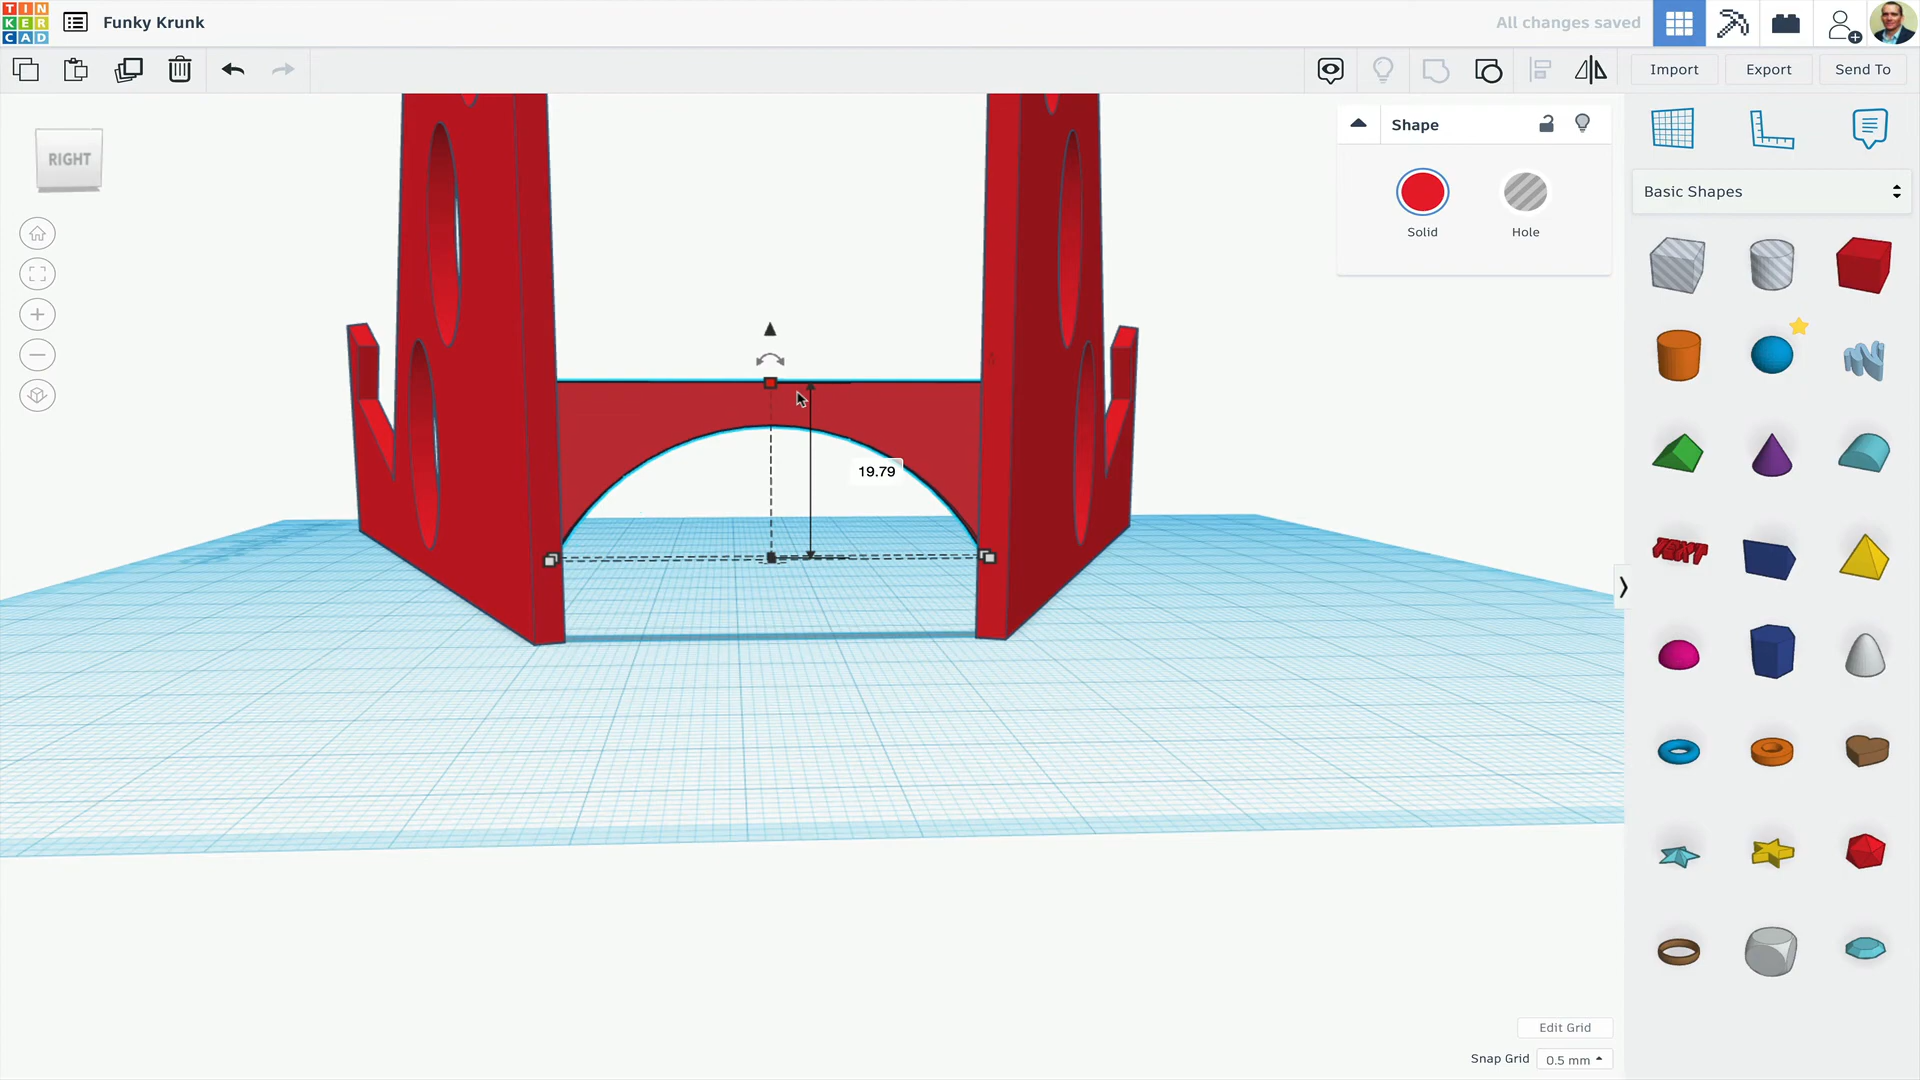 TIN
KER
CAD
Funky Krunk
All changes saved
Import
Export
Send To
RIGHT
Shape
Solid
Hole
Basic Shapes
19.79
TEXT
Edit Grid
Snap Grid
0.5 mm